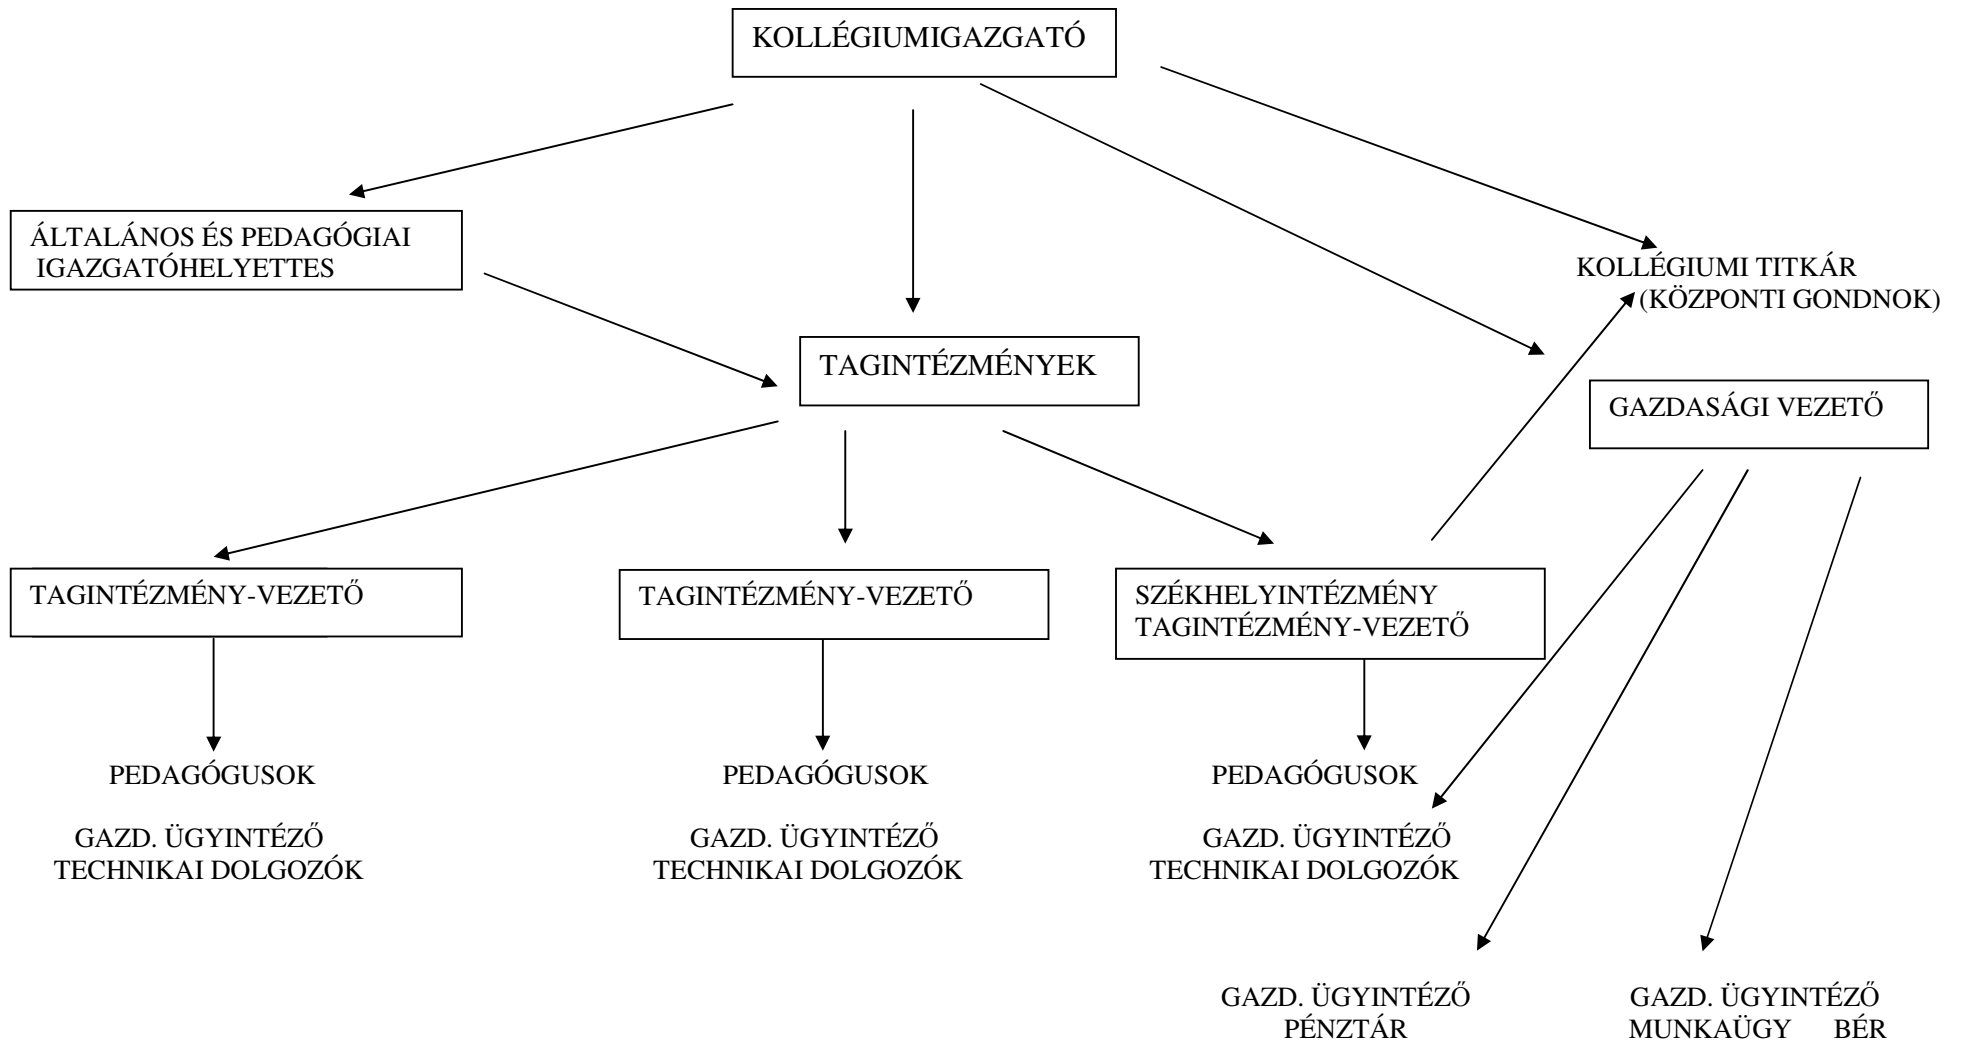 KOLLÉGIUMIGAZGATÓ
ÁLTALÁNOS ÉS PEDAGÓGIAI
IGAZGATÓHELYETTES
KOLLÉGIUMI TITKÁR
(KÖZPONTI GONDNOK)
TAGINTÉZMÉNYEK
GAZDASÁGI VEZETŐ
TAGINTÉZMÉNY-VEZETŐ
TAGINTÉZMÉNY-VEZETŐ
SZÉKHELYINTÉZMÉNY
TAGINTÉZMÉNY-VEZETŐ
PEDAGÓGUSOK
GAZD. ÜGYINTÉZŐ
TECHNIKAI DOLGOZÓK
PEDAGÓGUSOK
GAZD. ÜGYINTÉZŐ
TECHNIKAI DOLGOZÓK
PEDAGÓGUSOK
GAZD. ÜGYINTÉZŐ
TECHNIKAI DOLGOZÓK
GAZD. ÜGYINTÉZŐ
PÉNZTÁR
GAZD. ÜGYINTÉZŐ
MUNKAÜGY BÉR